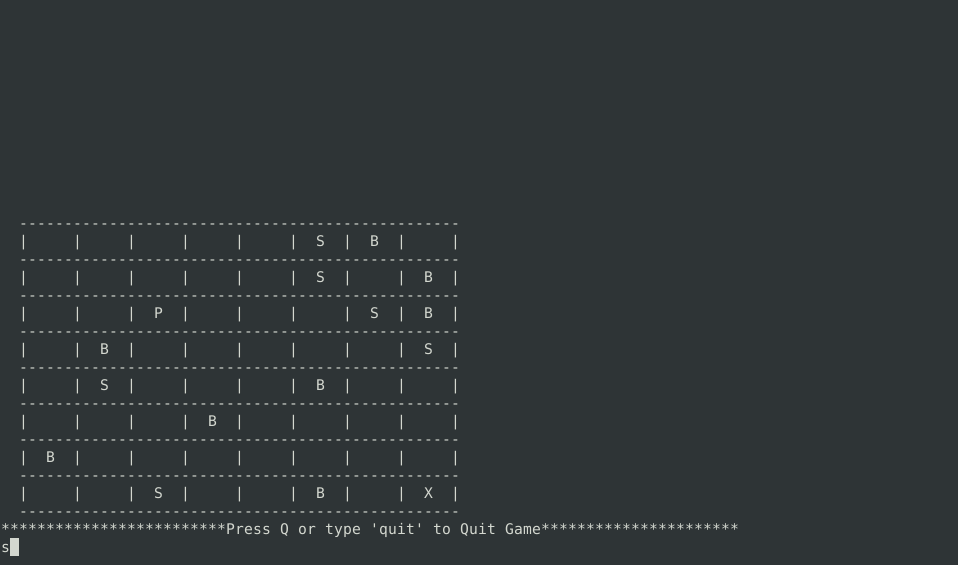 -------------------------------------------------
|     |     |     |     |     |  S  |  B  |     |
-------------------------------------------------
|     |     |     |     |     |  S  |     |  B  |
-------------------------------------------------
|     |     |  P  |     |     |     |  S  |  B  |
-------------------------------------------------
|     |  B  |     |     |     |     |     |  S  |
-------------------------------------------------
|     |  S  |     |     |     |  B  |     |     |
-------------------------------------------------
|     |     |     |  B  |     |     |     |     |
-------------------------------------------------
|  B  |     |     |     |     |     |     |     |
-------------------------------------------------
|     |     |  S  |     |     |  B  |     |  X  |
-------------------------------------------------
*************************Press Q or type 'quit' to Quit Game**********************
s